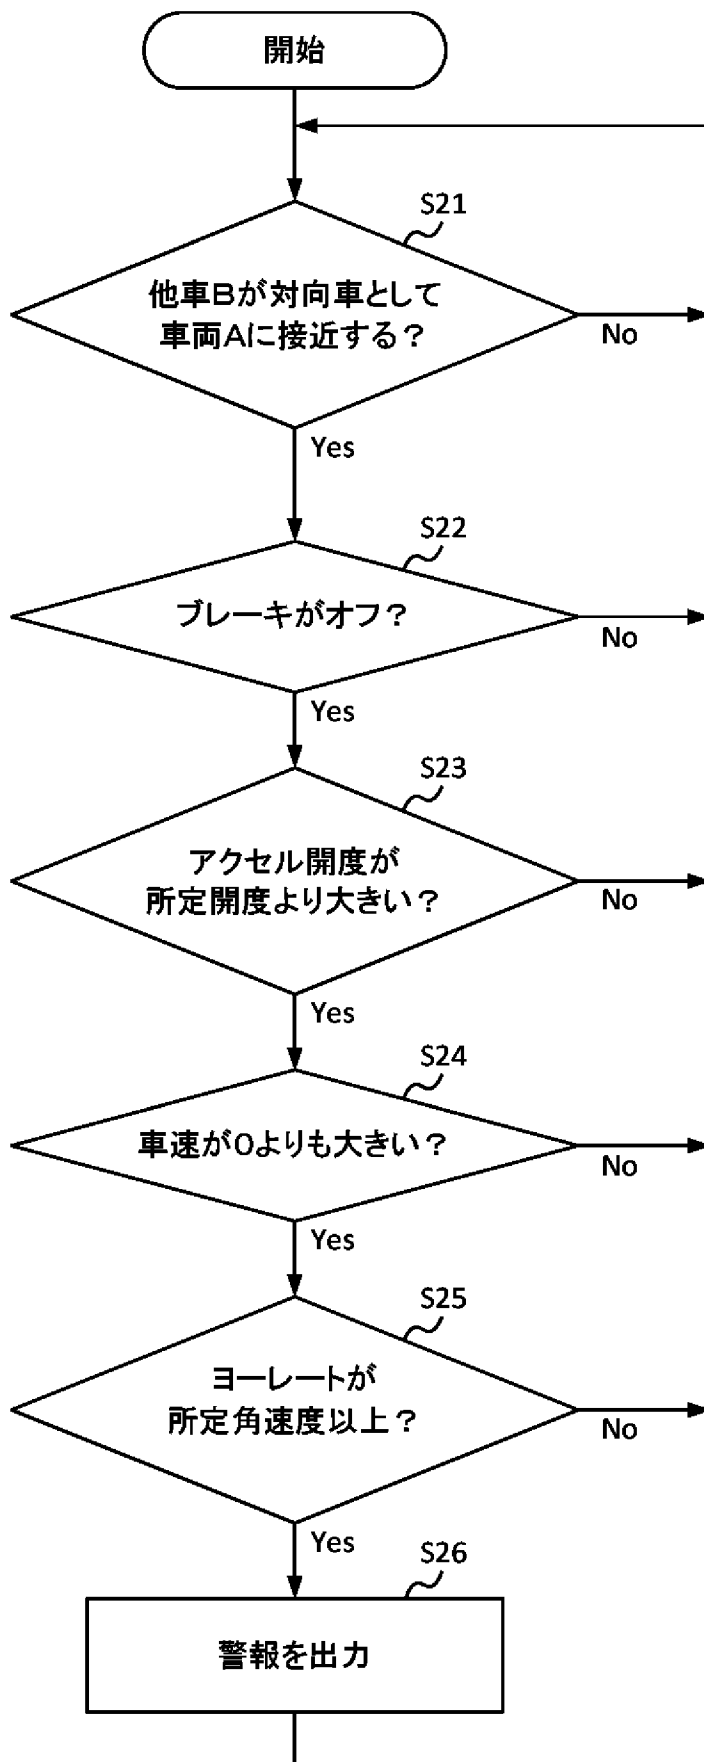 開始
S21
他車Bが対向車として
車両Aに接近する？
No
Yes
S22
ブレーキがオフ？
No
Yes
S23
アクセル開度が
所定開度より大きい？
No
Yes
S24
車速が0よりも大きい？
No
Yes
S25
ヨーレートが
所定角速度以上？
No
Yes
S26
警報を出力